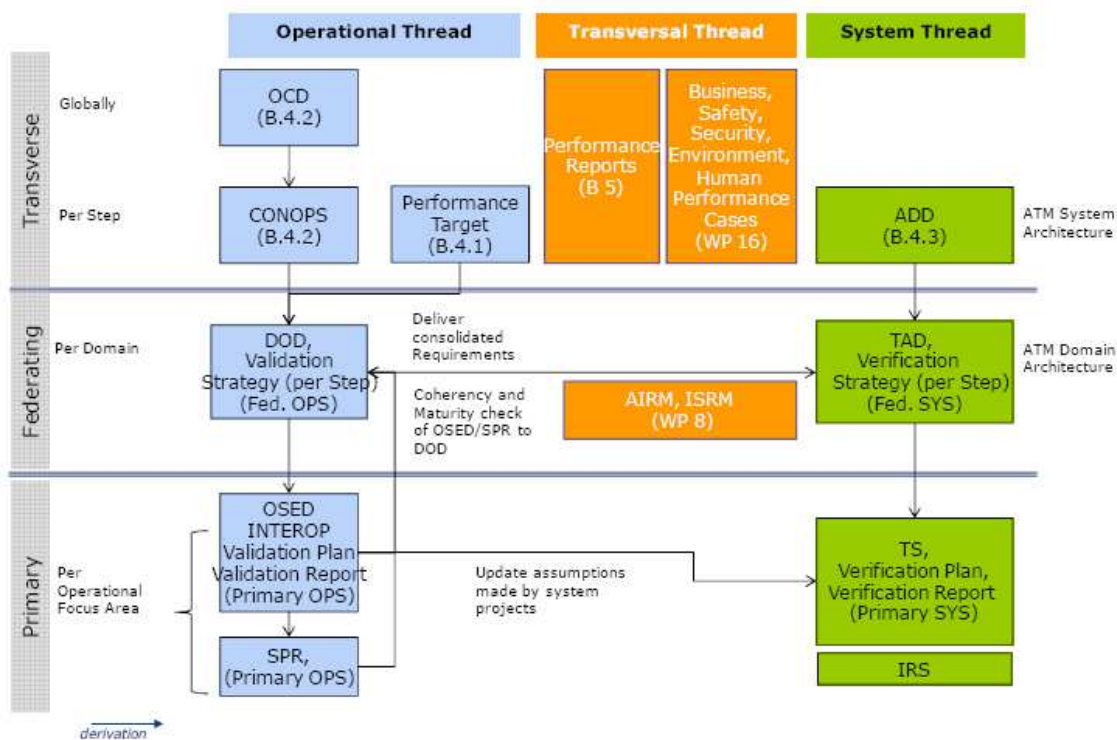 Operational Thread
Transversal Thread
System Thread
Transverse
Globally
OCD
(B.4.2)
Per Step
CONOPS
(B.4.2)
Performance
Target
(B.4.1)
Performance
Reports
(B 5)
Business,
Safety,
Security,
Environment,
Human
Performance
Cases
(WP 16)
ADD
(B.4.3)
ATM System
Architecture
Federating
Per Domain
DOD,
Validation
Strategy (per Step)
(Fed. OPS)
Deliver
consolidated
Requirements
Coherency and
Maturity check
of OSED/SPR to
DOD
AIRM, ISRM
(WP 8)
TAD,
Verification
Strategy (per Step)
(Fed. SYS)
ATM Domain
Architecture
Primary
Per
Operational
Focus Area
OSED
INTEROP
Validation Plan
Validation Report
(Primary OPS)
SPR,
(Primary OPS)
Update assumptions
made by system
projects
TS,
Verification Plan,
Verification Report
(Primary SYS)
IRS
derivation